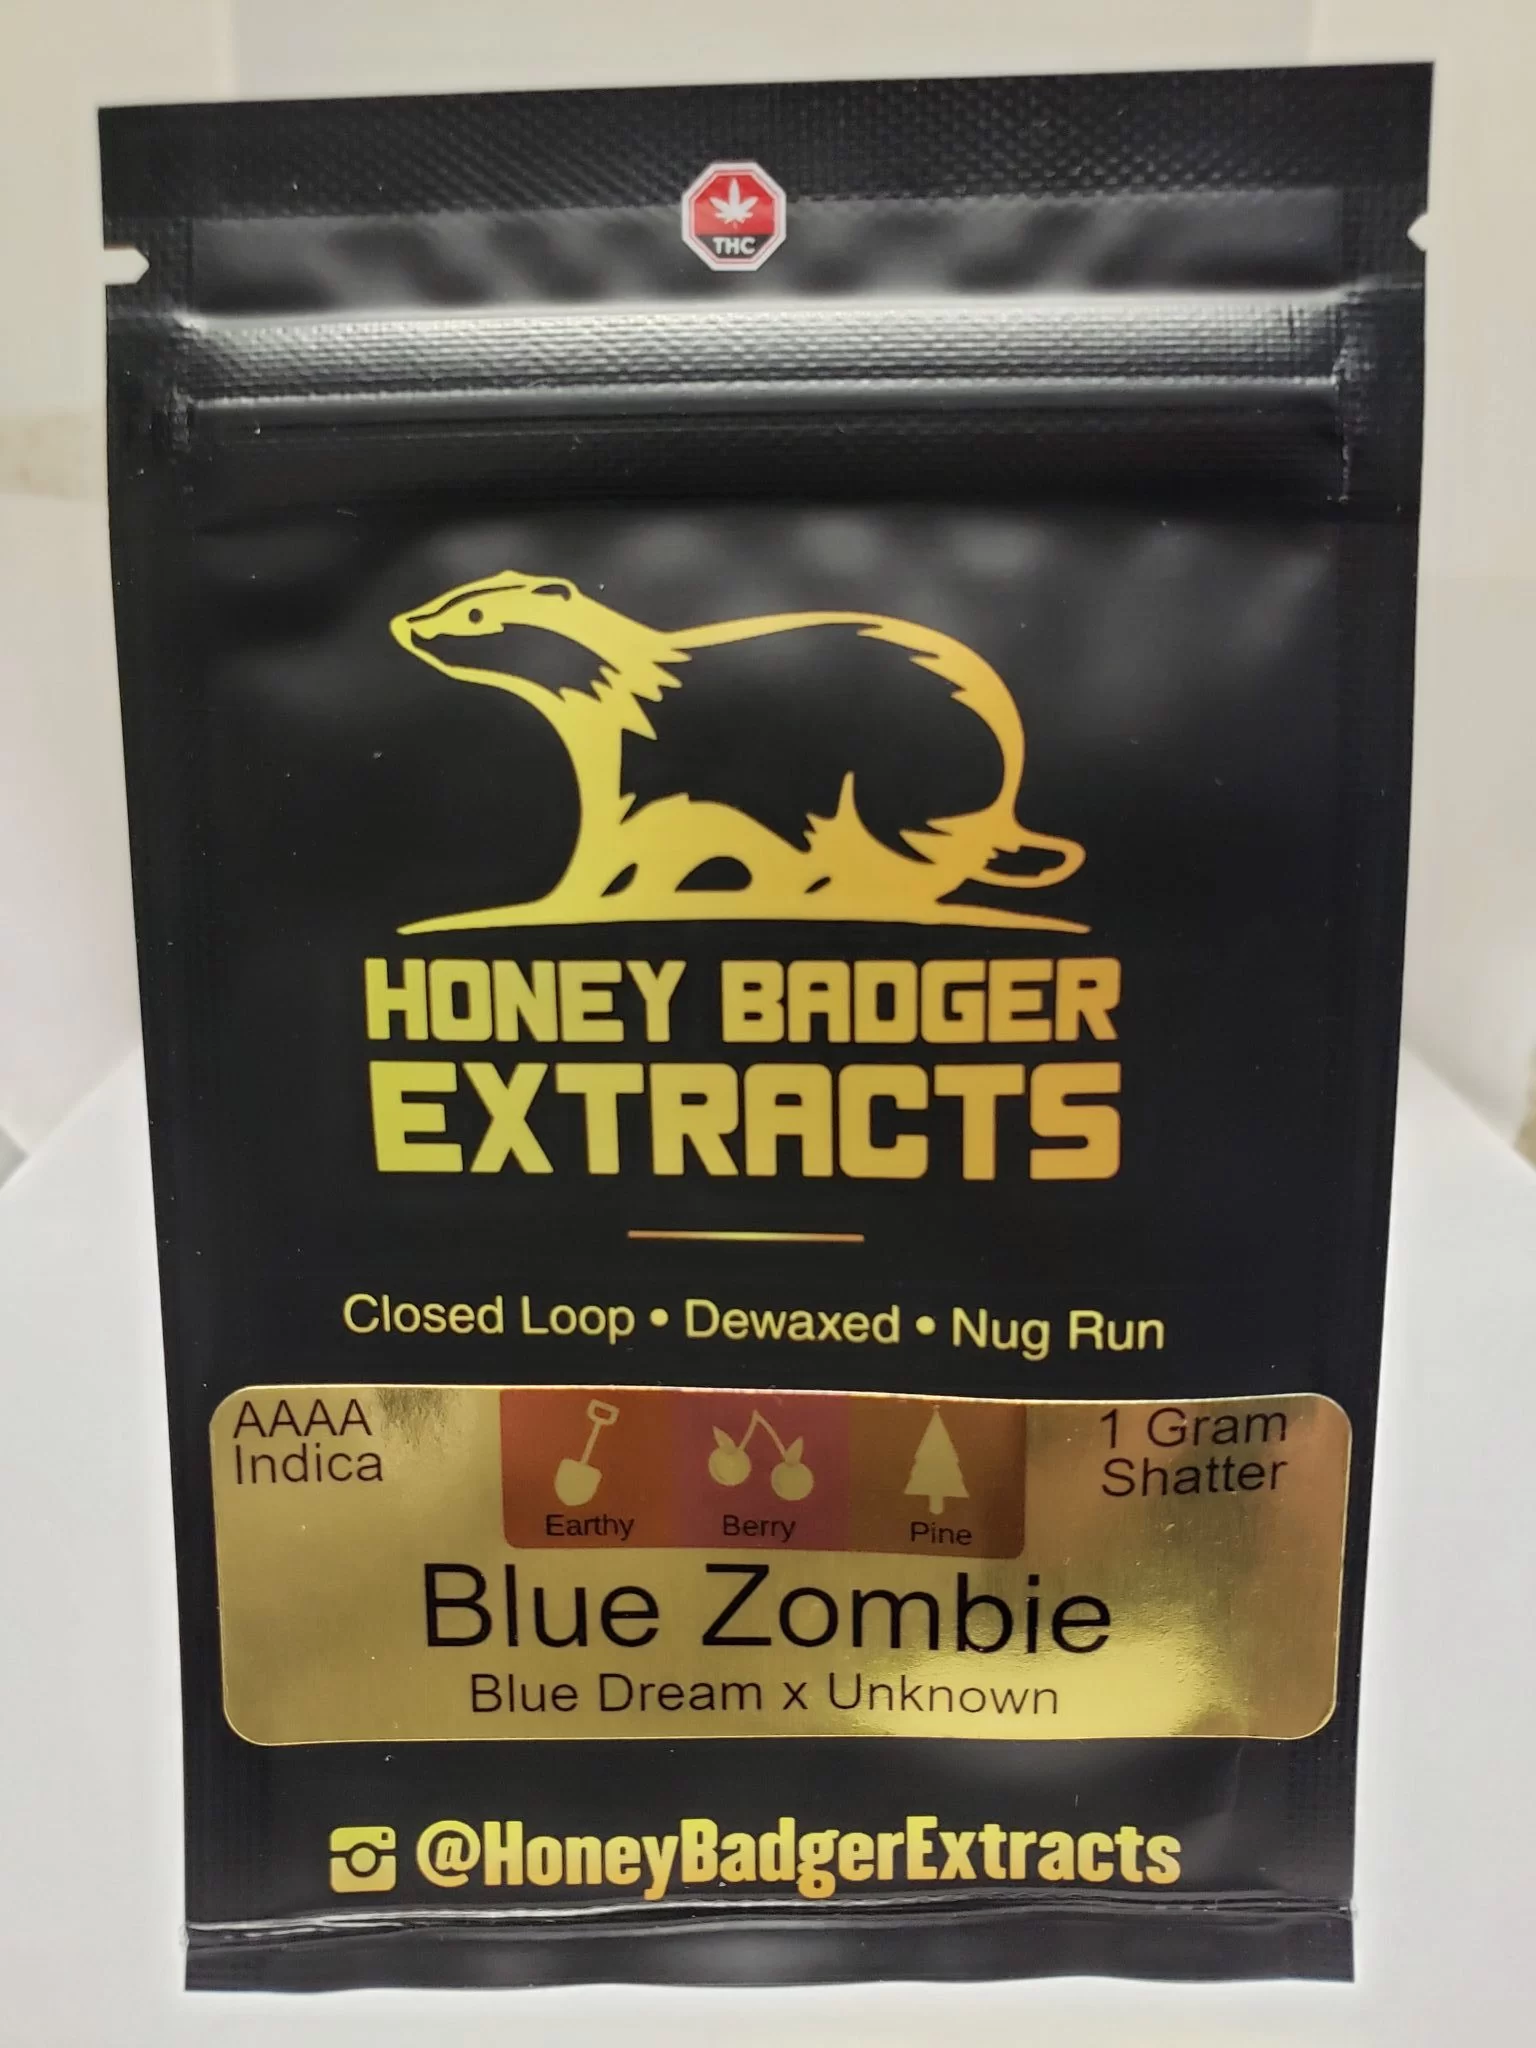 THC
HONEY BADGER
EXTRACTS
Closed Loop • Dewaxed • Nug Run
AAAA
Indica
Earthy
Berry
Pine
1 Gram
Shatter
Blue Zombie
Blue Dream x Unknown
@HoneyBadgerExtracts